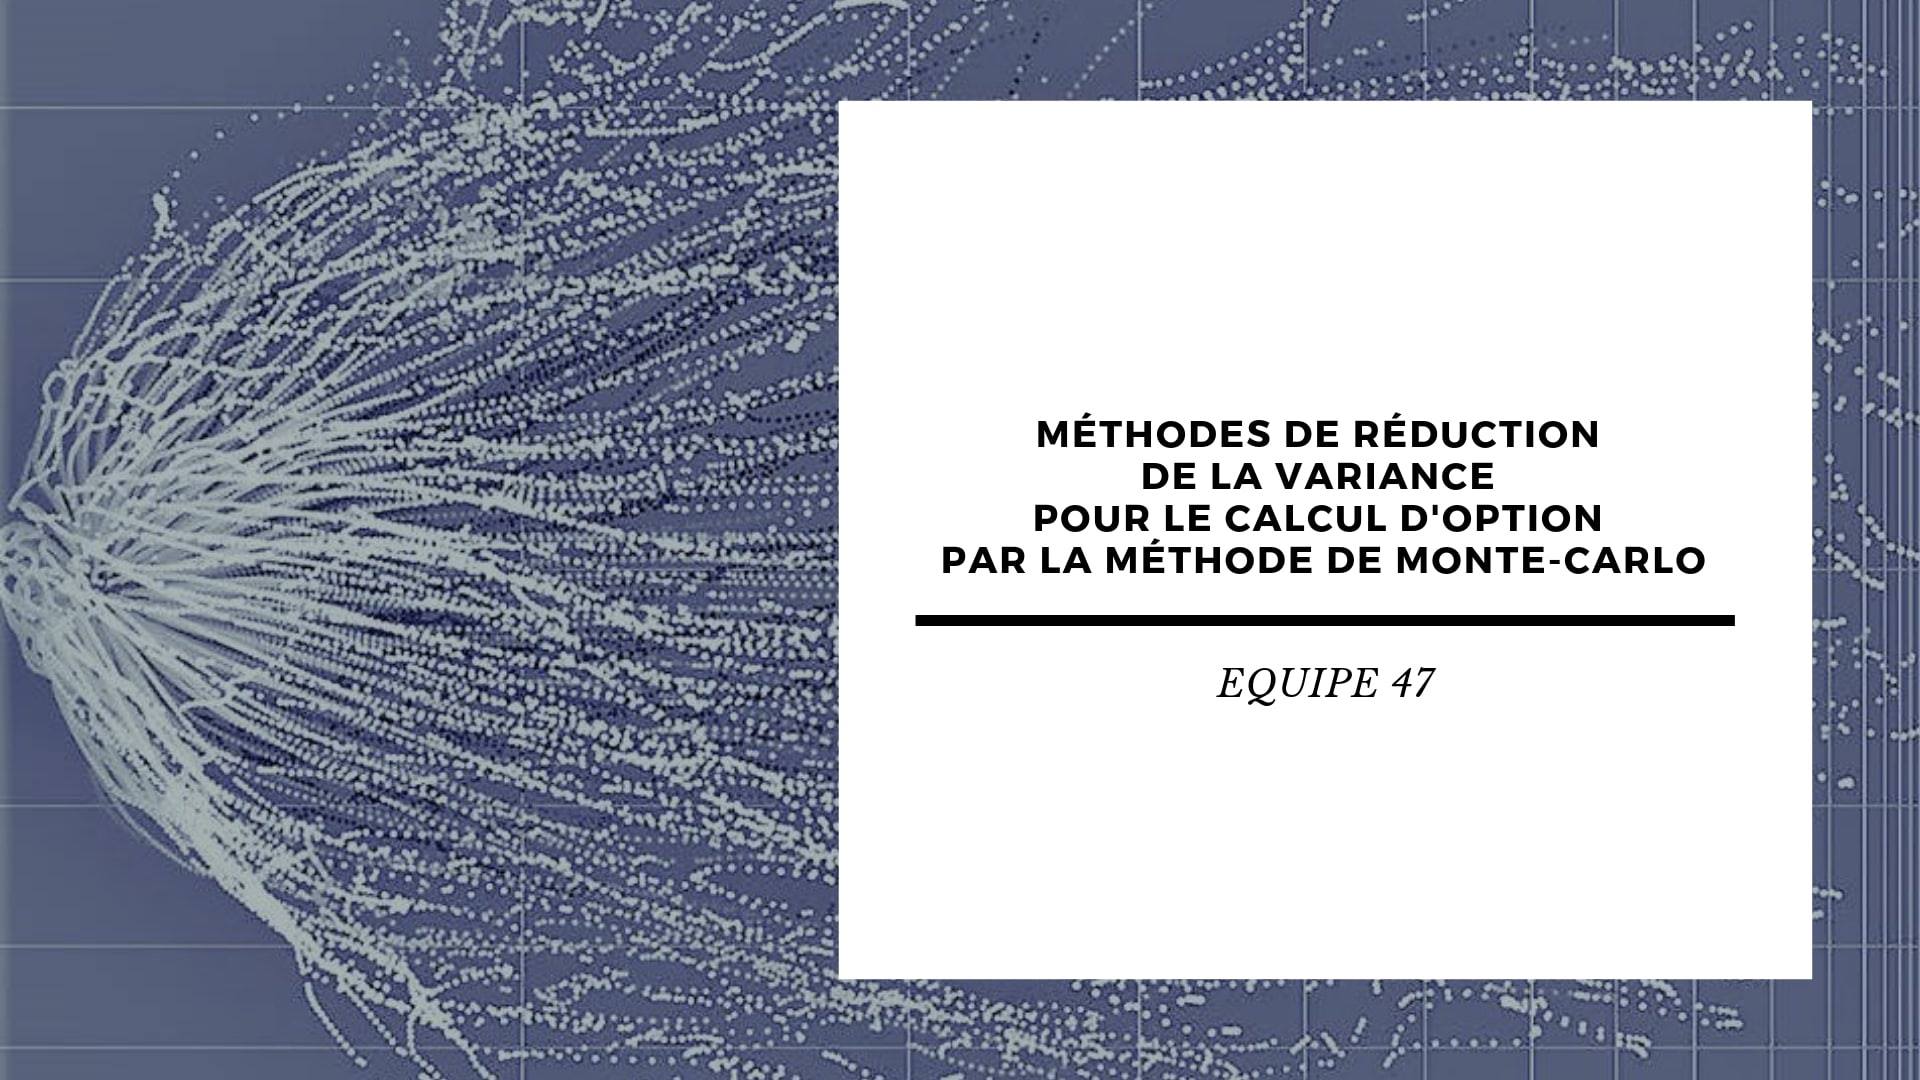 MÉTHODES DE RÉDUCTION
DE LA VARIANCE
POUR LE CALCUL D'OPTION
PAR LA MÉTHODE DE MONTE-CARLO
EQUIPE 47